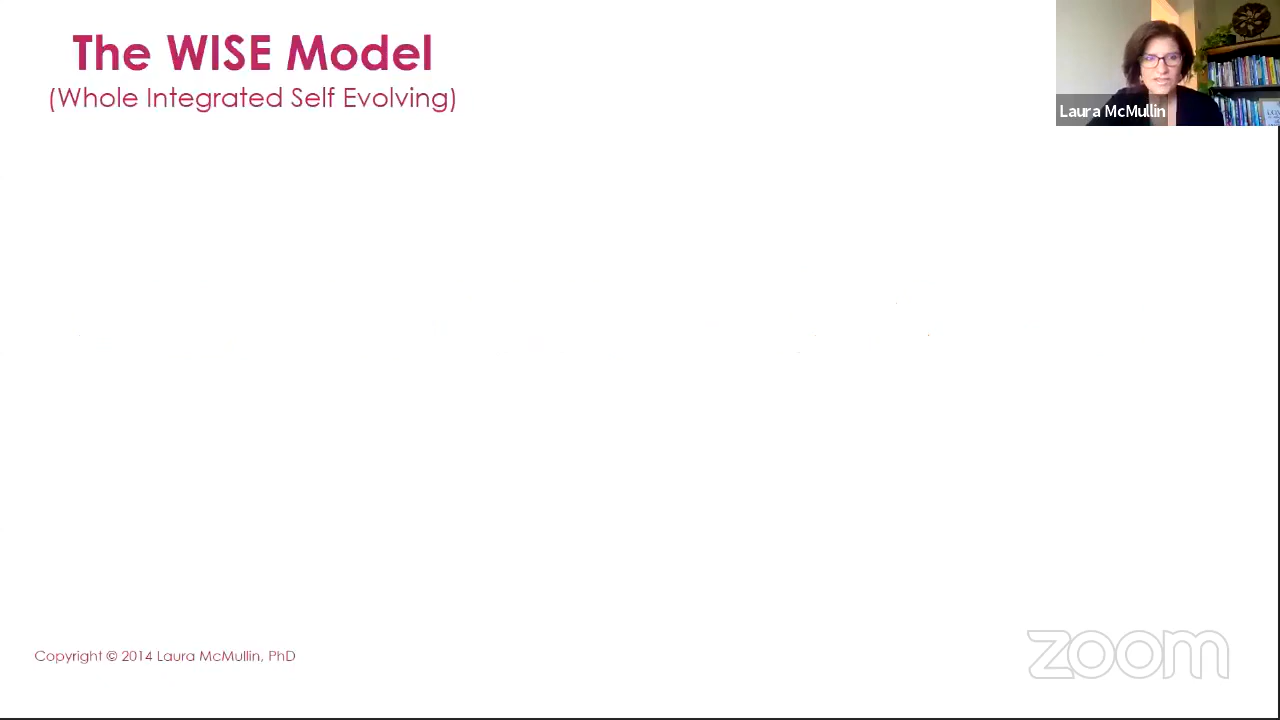 The WISE Model
(Whole Integrated Self Evolving)
Laura McMullin
Copyright © 2014 Laura McMullin, PhD
zoom